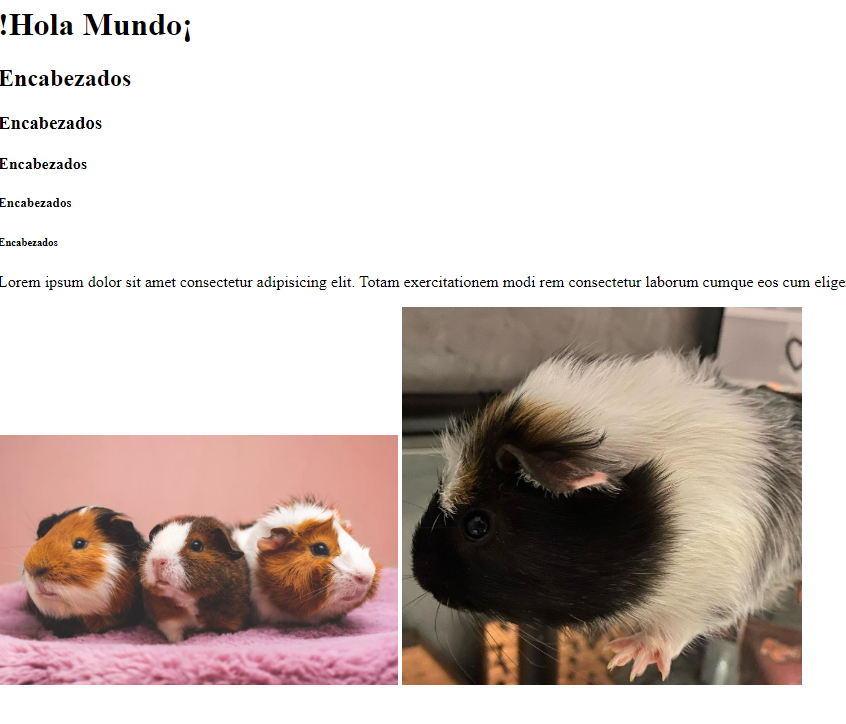 !Hola Mundo¡
Encabezados
Encabezados
Encabezados
Encabezados
Encabezados
Lorem ipsum dolor sit amet consectetur adipisicing elit. Totam exercitationem modi rem consectetur laborum cumque eos cum elige